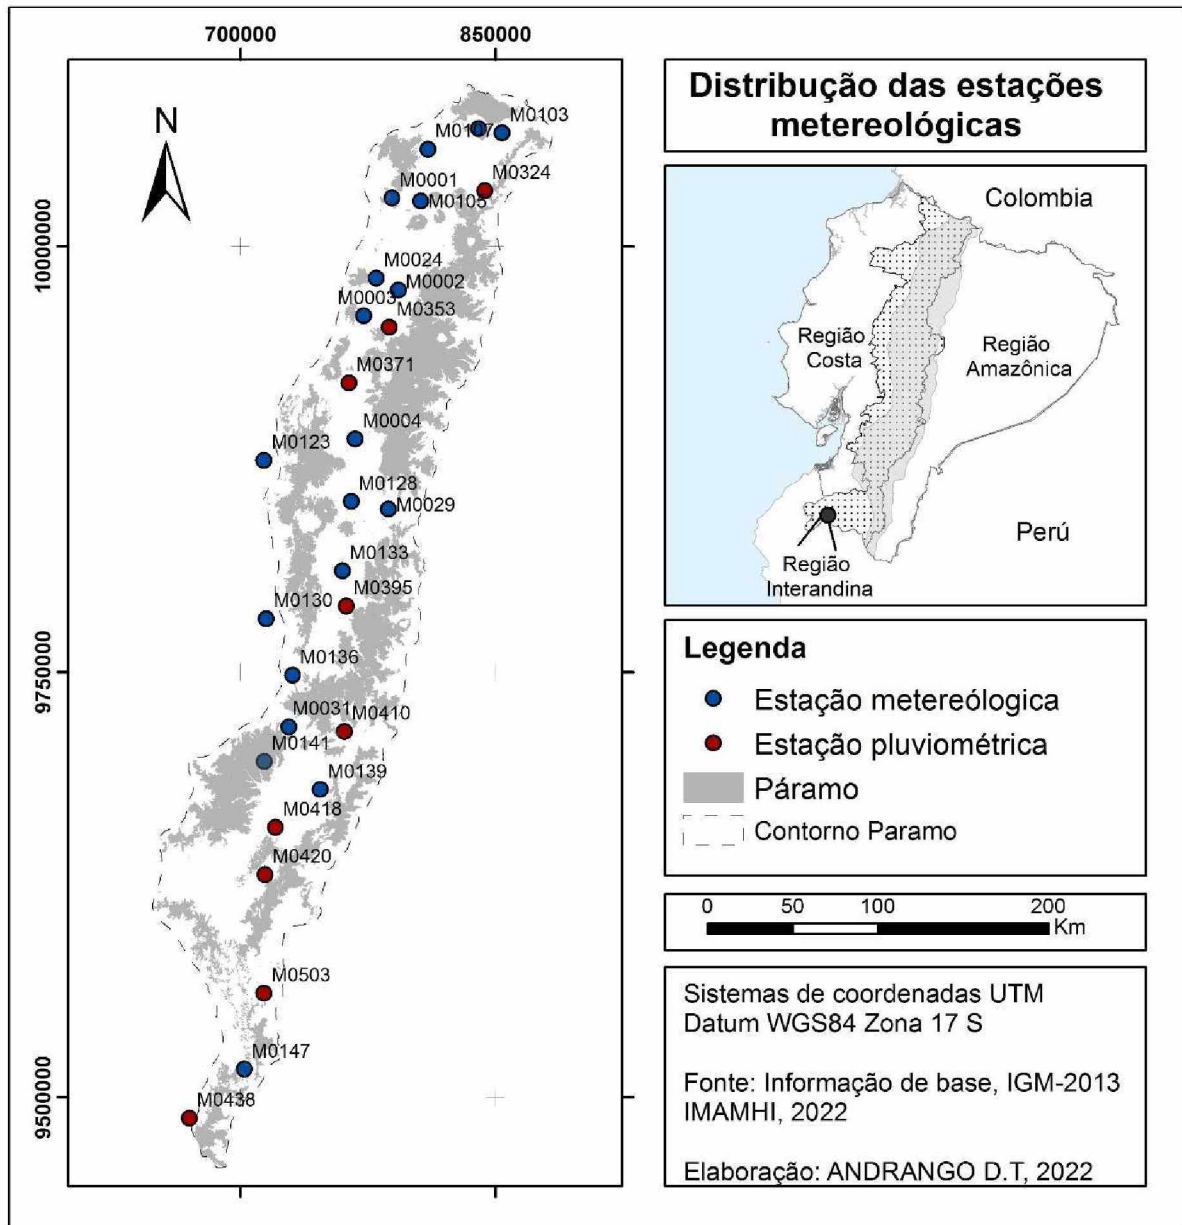 700000
850000
N
10000000
9750000
9500000
M0103
M0107
M0324
M0001
M0105
M0024
M0002
M0003
M0353
M0371
M0004
M0123
M0128
M0029
M0133
M0395
M0130
M0136
M0031
M0410
M0141
M0139
M0418
M0420
M0503
M0147
M0438
Distribução das estações
metereológicas
Colombia
Região
Costa
Região
Amazônica
Perú
Região
Interandina
Legenda
Estação metereólogica
Estação pluviométrica
Páramo
Contorno Paramo
0 50 100 200
Km
Sistemas de coordenadas UTM
Datum WGS84 Zona 17 S
Fonte: Informação de base, IGM-2013
IMAMHI, 2022
Elaboração: ANDRANGO D.T, 2022